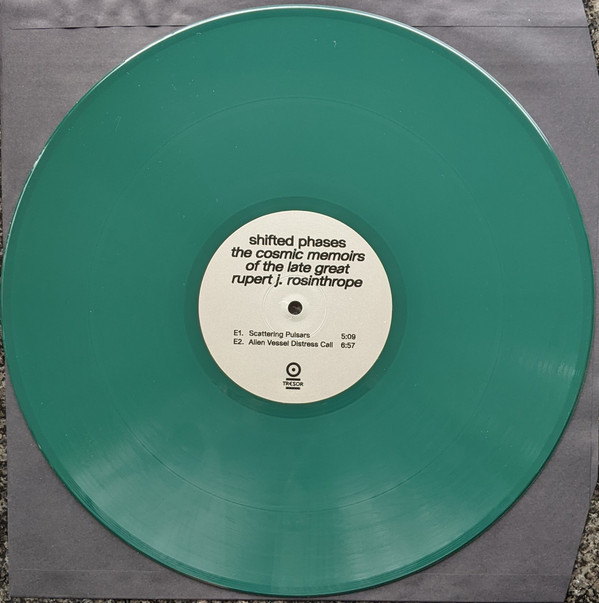 shifted phases
the cosmic memoirs
of the late great
rupert j. rosinthrope
E1. Scattering Pulsars 5:09
E2. Alien Vessel Distress Call 6:57
TRESOR